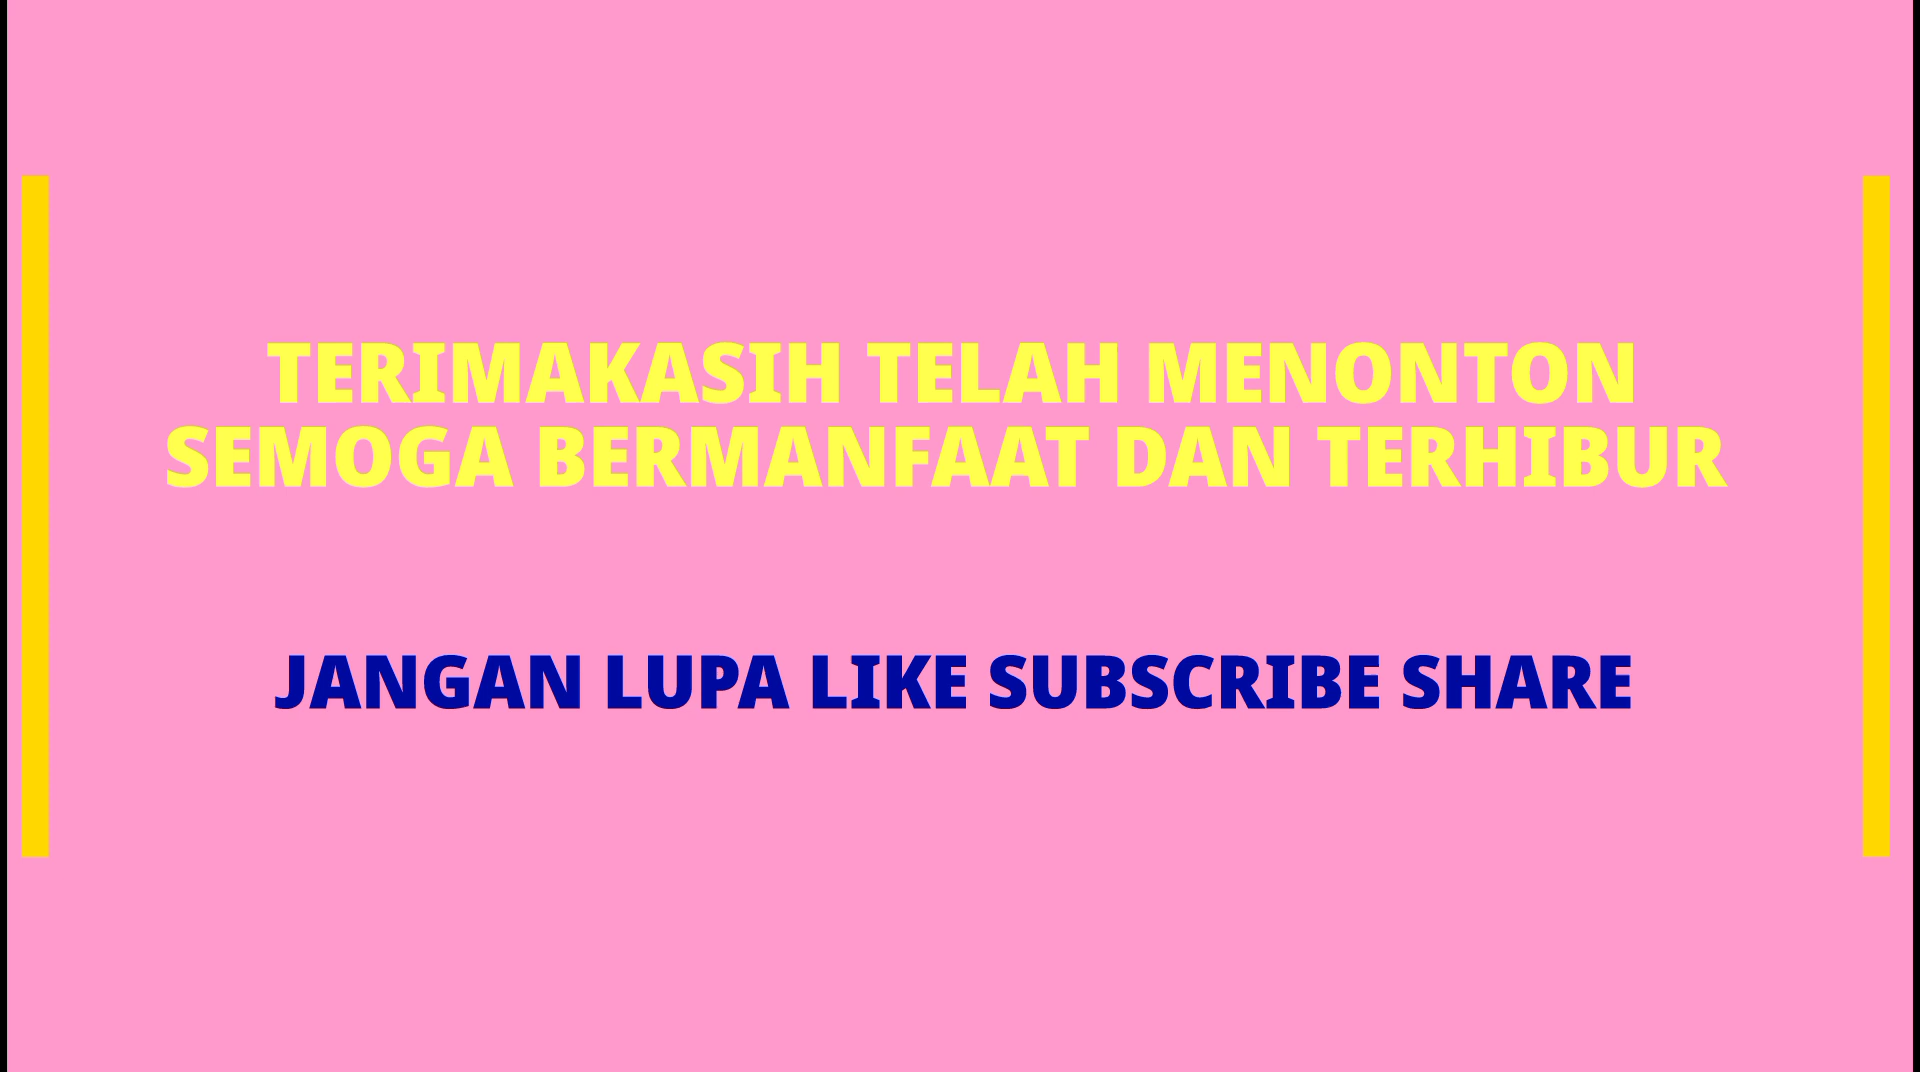 TERIMAKASIH TELAH MENONTON
SEMOGA BERMANFAAT DAN TERHIBUR
JANGAN LUPA LIKE SUBSCRIBE SHARE